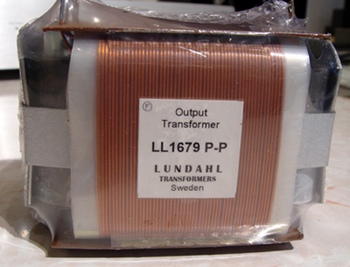 Output
Transformer
LL1679 P-P
LUNDAHL
TRANSFORMERS
Sweden